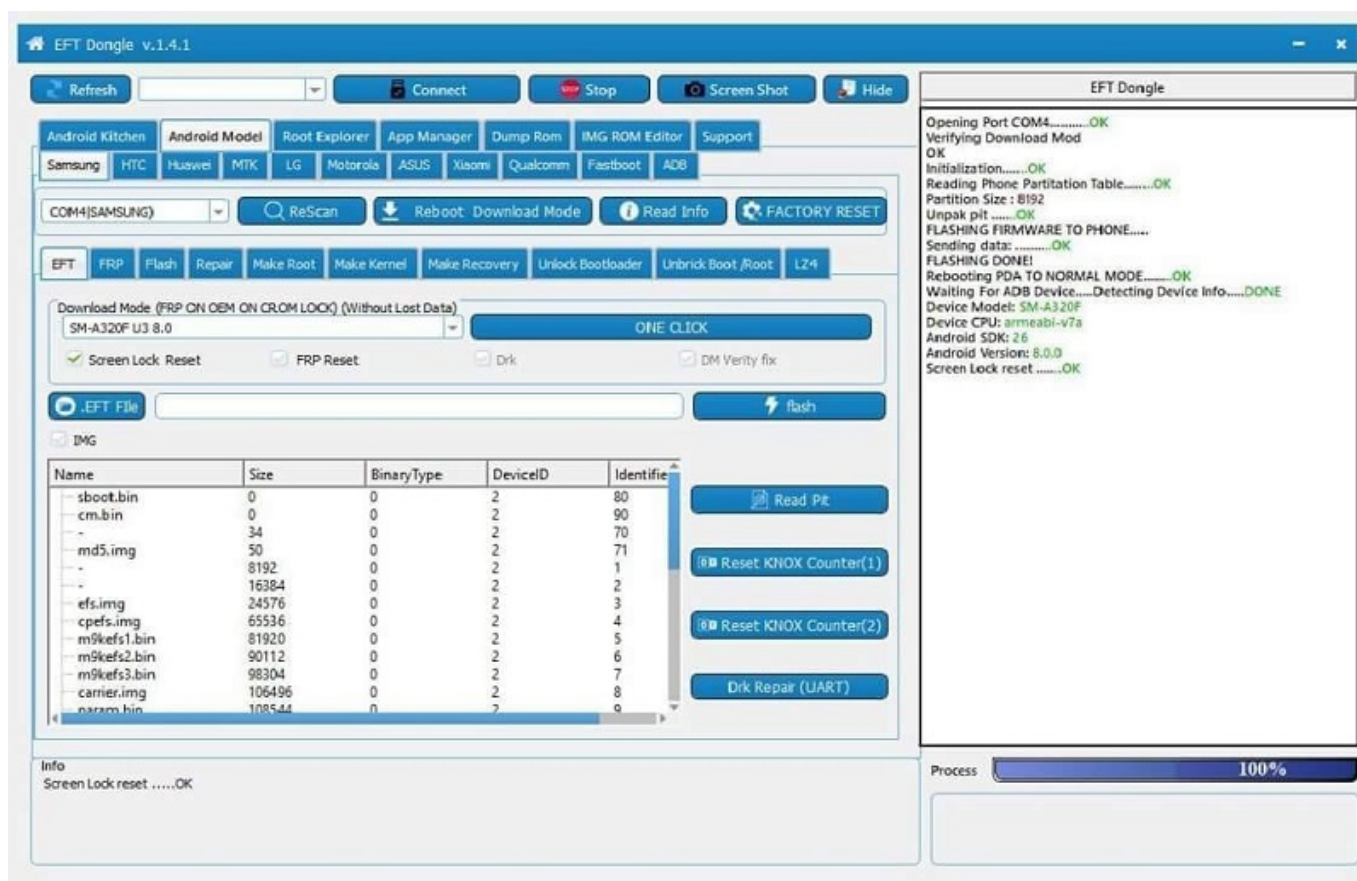 EFT Dongle v.1.4.1
Refresh Connect Stop Screen Shot Hide
Android Kitchen Android Model Root Explorer App Manager Dump Rom IMG ROM Editor Support
Samsung HTC Huawei MTK LG Motorola ASUS Xiaomi Qualcomm Fastboot ADB
COM4|SAMSUNG) ReScan Reboot Download Mode Read Info FACTORY RESET
EFT FRP Flash Repair Make Root Make Kernel Make Recovery Unlock Bootloader Unbrick Boot /Root LZ4
Download Mode (FRP ON OEM ON CR.OM LOCK) (Without Lost Data)
SM-A320F U3 8.0 ONE CLICK
Screen Lock Reset FRP Reset Drk DM Verity fix
.EFT File flash
IMG
Name Size BinaryType DeviceID Identifie
sboot.bin 0 0 2 80
cm.bin 0 0 2 90
- 34 0 2 70
md5.img 50 0 2 71
- 8192 0 2 1
- 16384 0 2 2
efs.img 24576 0 2 3
cpefs.img 65536 0 2 4
m9kefs1.bin 81920 0 2 5
m9kefs2.bin 90112 0 2 6
m9kefs3.bin 98304 0 2 7
carrier.img 106496 0 2 8
param.bin 108544 0 2 9
Read Pit
Reset KNOX Counter(1)
Reset KNOX Counter(2)
Drk Repair (UART)
Info
Screen Lock reset .....OK
EFT Dongle
Opening Port COM4..........OK
Verifying Download Mod
OK
Initialization.......OK
Reading Phone Partitation Table........OK
Partition Size : 8192
Unpak pit ......OK
FLASHING FIRMWARE TO PHONE.....
Sending data: ..........OK
FLASHING DONE!
Rebooting PDA TO NORMAL MODE........OK
Waiting For ADB Device.....Detecting Device Info.....DONE
Device Model: SM-A320F
Device CPU: armeabi-v7a
Android SDK: 26
Android Version: 8.0.0
Screen Lock reset .......OK
Process 100%